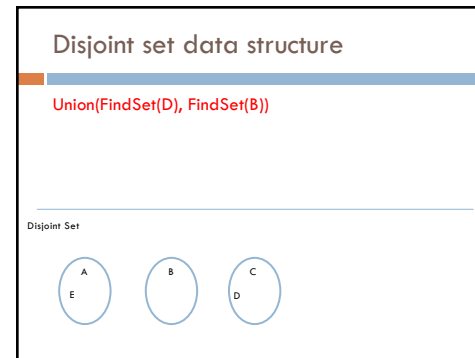 Disjoint set data structure
Union(FindSet(D), FindSet(B))
Disjoint Set
A B C
E D